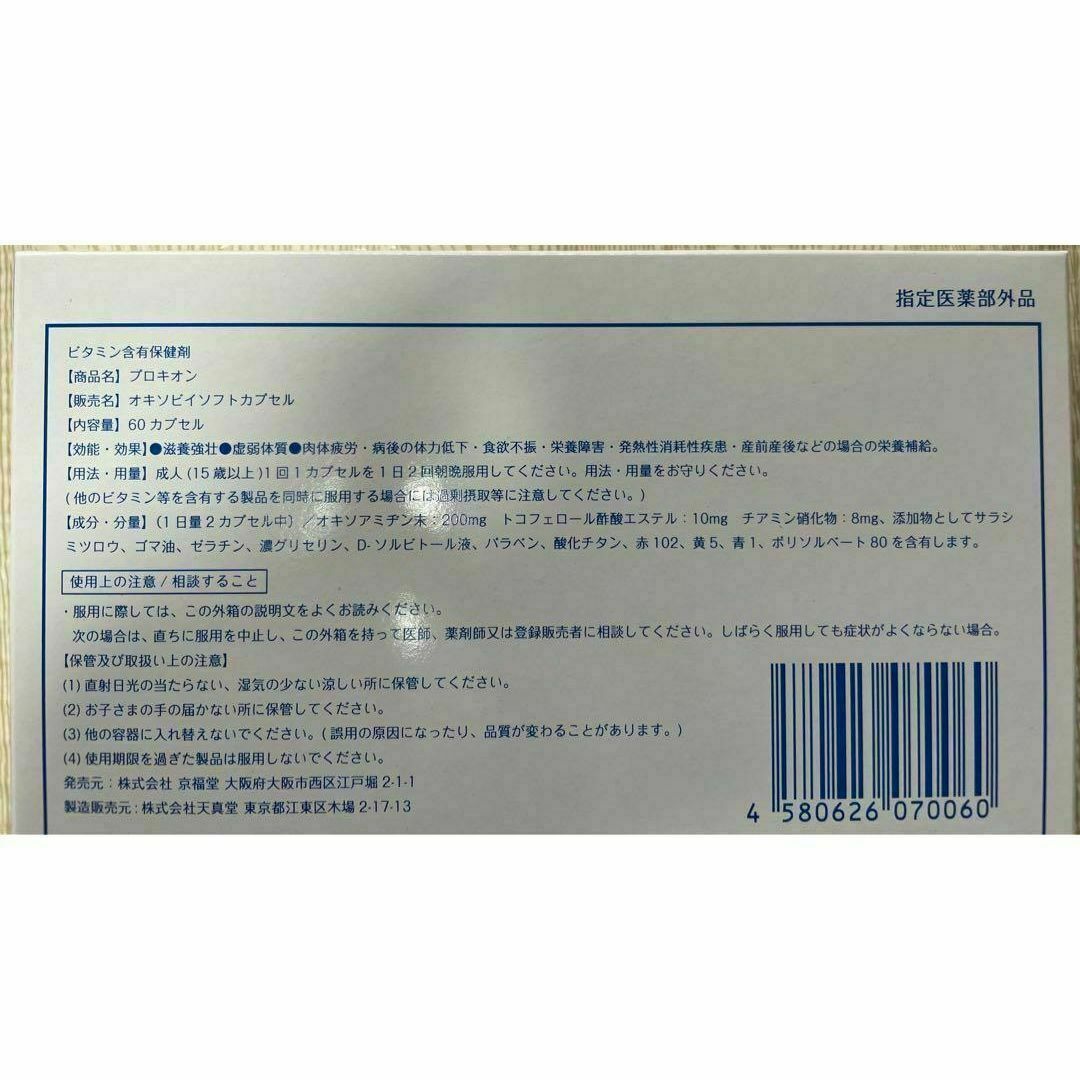 指定医薬部外品
ビタミン含有保健剤
【商品名】プロキオン
【販売名】オキソビイソフトカプセル
【内容量】60カプセル
【効能・効果】●滋養強壮●虚弱体質●肉体疲労・病後の体力低下・食欲不振・栄養障害・発熱性消耗性疾患・産前産後などの場合の栄養補給。
【用法・用量】成人(15歳以上)1回1カプセルを1日2回朝晩服用してください。用法・用量をお守りください。
(他のビタミン等を含有する製品を同時に服用する場合には過剰摂取等に注意してください。)
【成分・分量】(1日量2カプセル中)／オキソアミヂン末：200mg トコフェロール酢酸エステル：10mg チアミン硝化物：8mg、添加物としてサラシ
ミツロウ、ゴマ油、ゼラチン、濃グリセリン、D-ソルビトール液、パラベン、酸化チタン、赤102、黄5、青1、ポリソルベート80を含有します。
使用上の注意/相談すること
・服用に際しては、この外箱の説明文をよくお読みください。
次の場合は、直ちに服用を中止し、この外箱を持って医師、薬剤師又は登録販売者に相談してください。しばらく服用しても症状がよくならない場合。
【保管及び取扱い上の注意】
(1)直射日光の当たらない、湿気の少ない涼しい所に保管してください。
(2)お子さまの手の届かない所に保管してください。
(3)他の容器に入れ替えないでください。(誤用の原因になったり、品質が変わることがあります。)
(4)使用期限を過ぎた製品は服用しないでください。
発売元：株式会社 京福堂 大阪府大阪市西区江戸堀2-1-1
製造販売元：株式会社天真堂 東京都江東区木場2-17-13
4 580626 070060